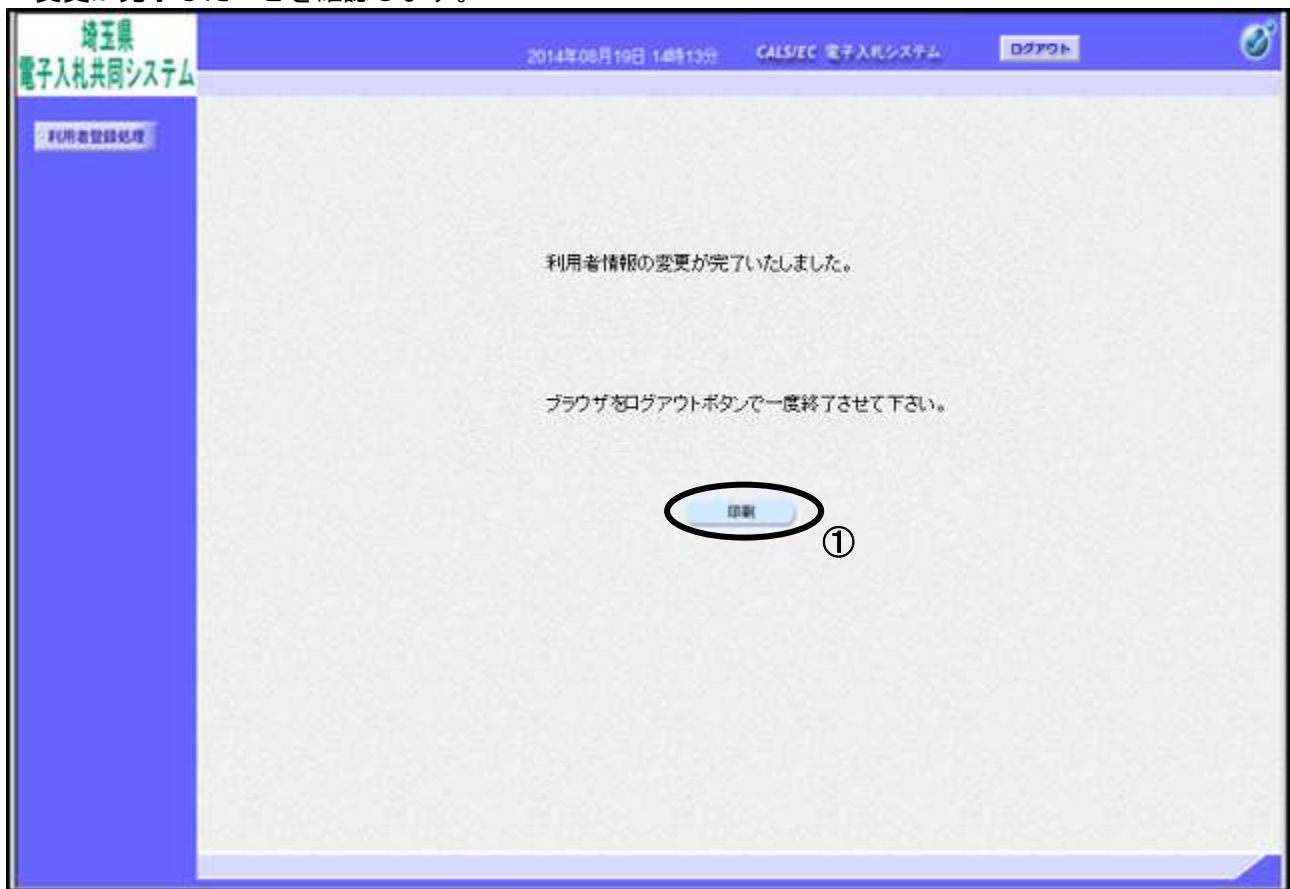 埼玉県
電子入札共同システム
2014年08月19日 14時13分 CALS/EC 電子入札システム ログアウト
利用者登録処理
利用者情報の変更が完了いたしました。
ブラウザをログアウトボタンで一度終了させて下さい。
印刷
①